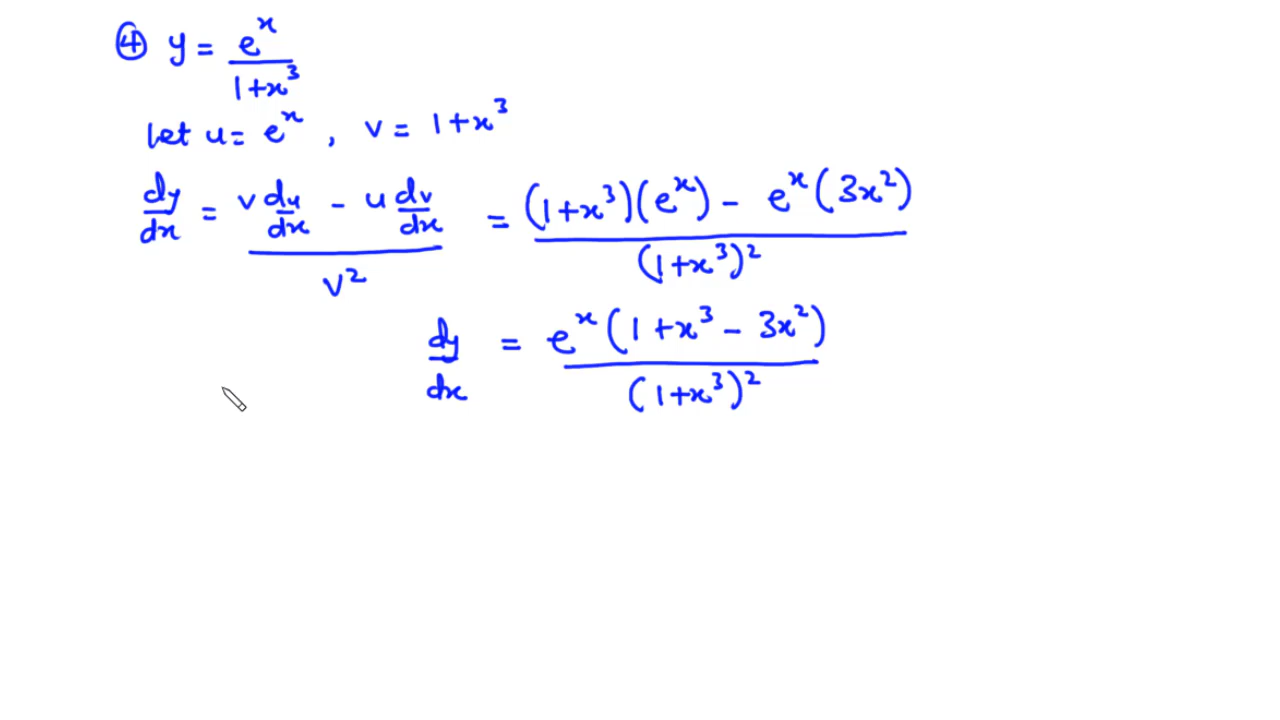 ④ y = e^x / (1+x^3)
let u = e^x , v = 1+x^3
dy/dx = (v du/dx - u dv/dx) / v^2 = ((1+x^3)(e^x) - e^x(3x^2)) / (1+x^3)^2
dy/dx = e^x(1+x^3 - 3x^2) / (1+x^3)^2